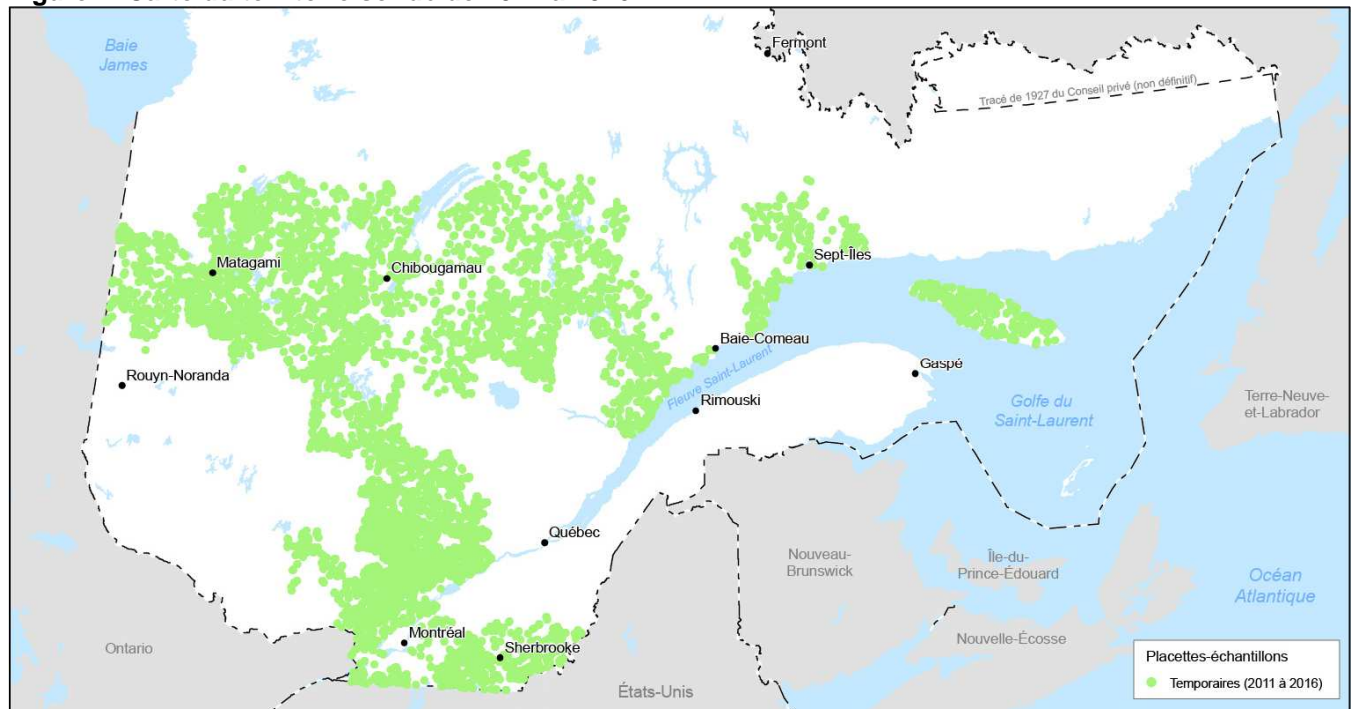 Baie
James
Fermont
Tracé de 1927 du Conseil privé (non définitif)
Matagami
Chibougamau
Sept-Îles
Baie-Comeau
Rouyn-Noranda
Fleuve Saint-Laurent
Gaspé
Rimouski
Golfe du
Saint-Laurent
Terre-Neuve-
et-Labrador
Québec
Nouveau-
Brunswick
Île-du-
Prince-Édouard
Océan
Atlantique
Ontario
Montréal
Sherbrooke
Nouvelle-Écosse
États-Unis
Placettes-échantillons
Temporaires (2011 à 2016)